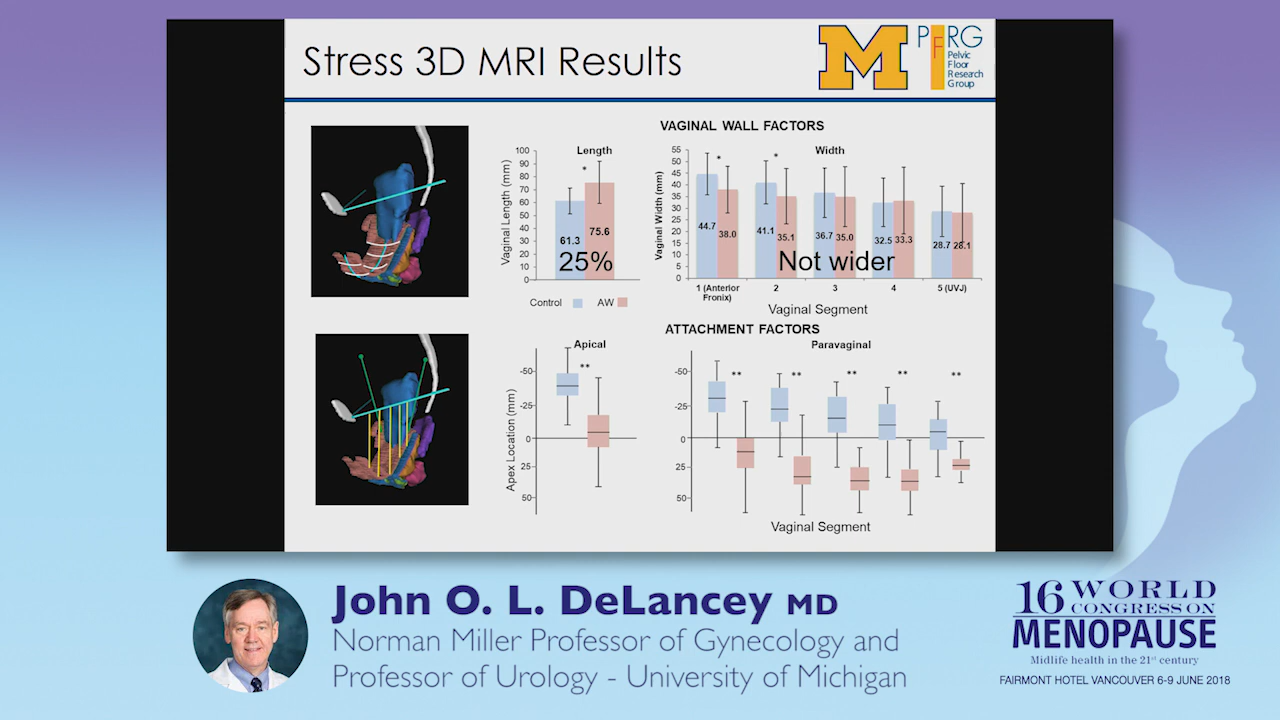 Stress 3D MRI Results
M
PFRG
Pelvic
Floor
Research
Group
VAGINAL WALL FACTORS
Length
Vaginal Length (mm)
100
90
80
70
60
50
40
30
20
10
0
*
61.3
75.6
25%
Control
AW
Width
Vaginal Width (mm)
55
50
45
40
35
30
25
20
15
10
5
0
*
*
44.7
38.0
41.1
35.1
36.7
35.0
32.5
33.3
28.7
28.1
Not wider
1 (Anterior
Fronix)
2
3
4
5 (UVJ)
Vaginal Segment
ATTACHMENT FACTORS
Apical
Apex Location (mm)
-50
-25
0
25
50
**
Paravaginal
-50
-25
0
25
50
** ** ** ** **
Vaginal Segment
John O. L. DeLancey MD
Norman Miller Professor of Gynecology and
Professor of Urology - University of Michigan
16 WORLD
CONGRESS ON
MENOPAUSE
Midlife health in the 21st century
FAIRMONT HOTEL VANCOUVER 6-9 JUNE 2018